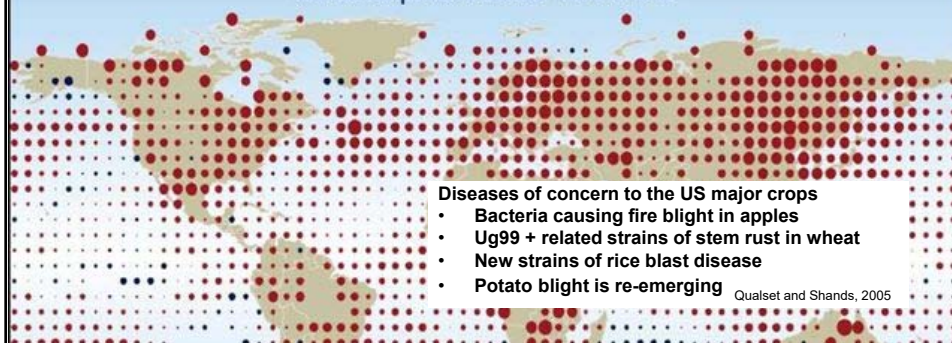 Diseases of concern to the US major crops
• Bacteria causing fire blight in apples
• Ug99 + related strains of stem rust in wheat
• New strains of rice blast disease
• Potato blight is re-emerging
Qualset and Shands, 2005